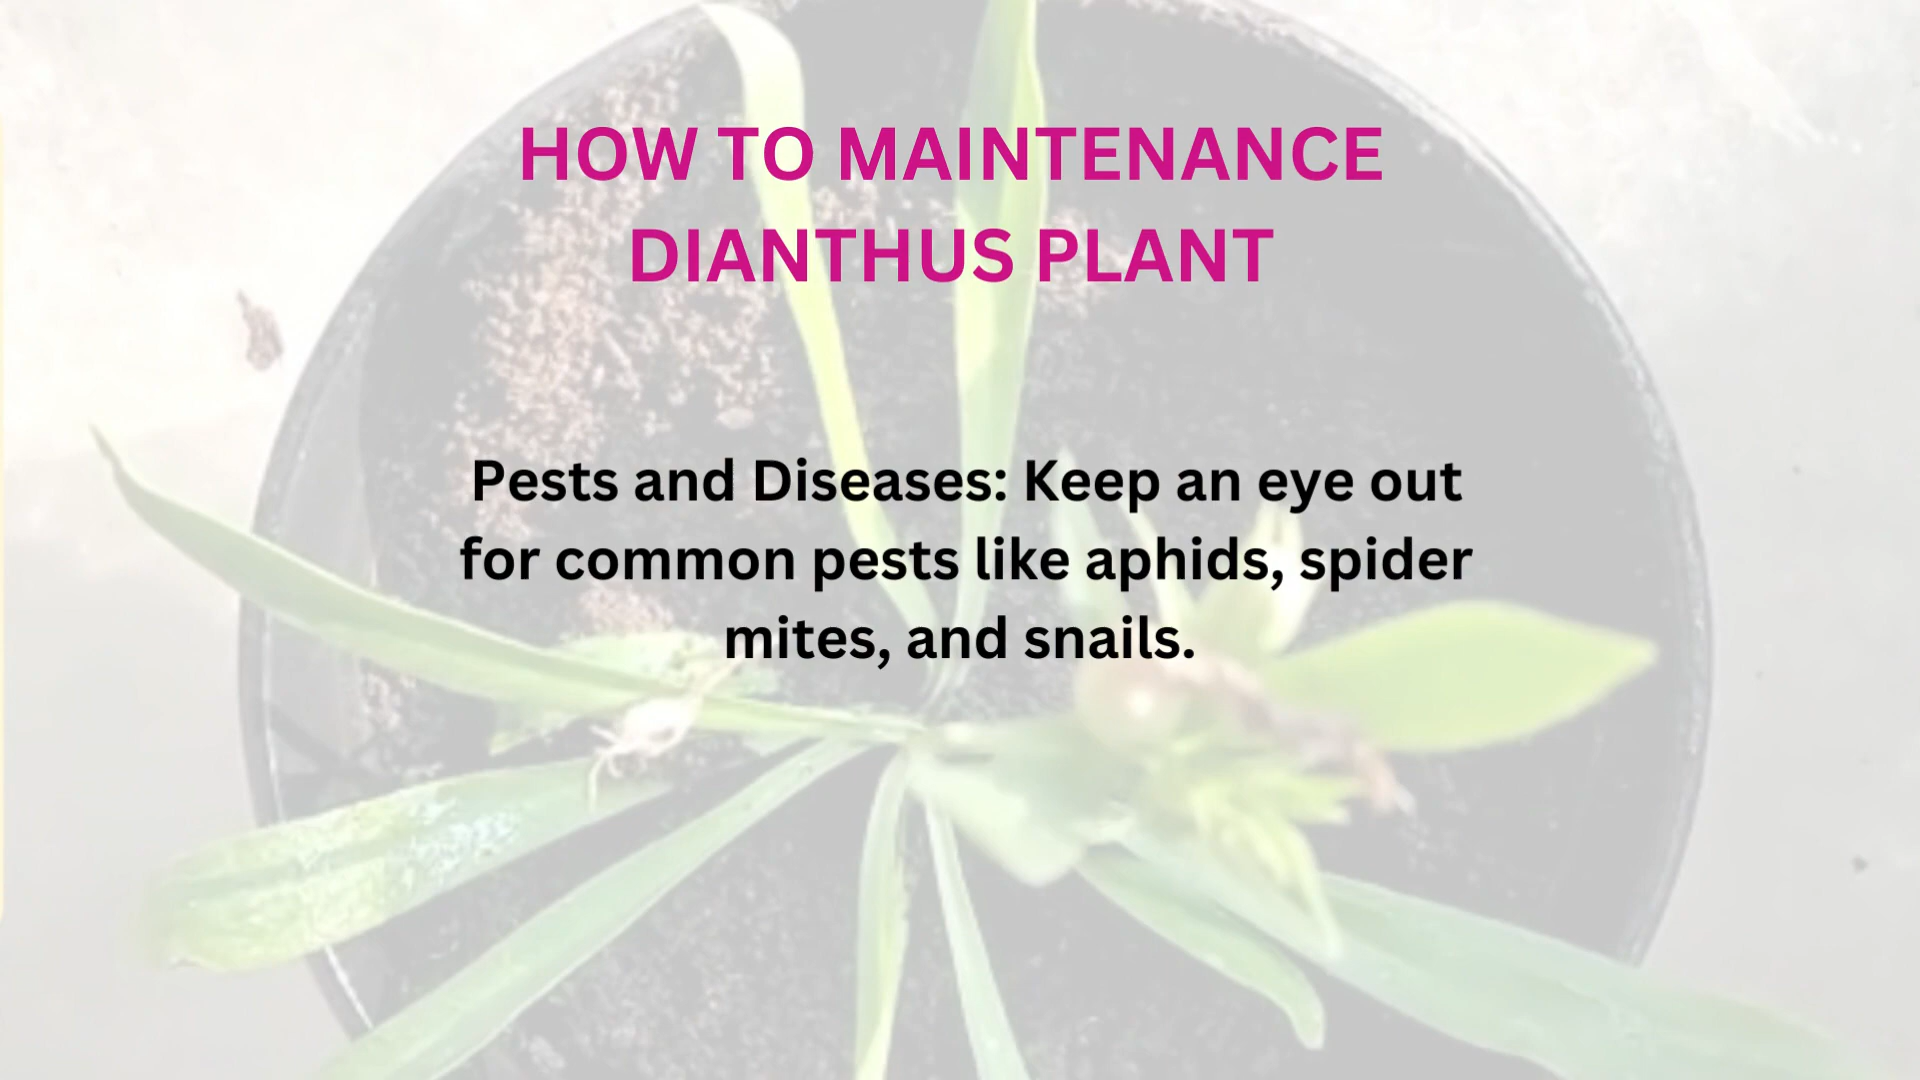 HOW TO MAINTENANCE
DIANTHUS PLANT
Pests and Diseases: Keep an eye out
for common pests like aphids, spider
mites, and snails.